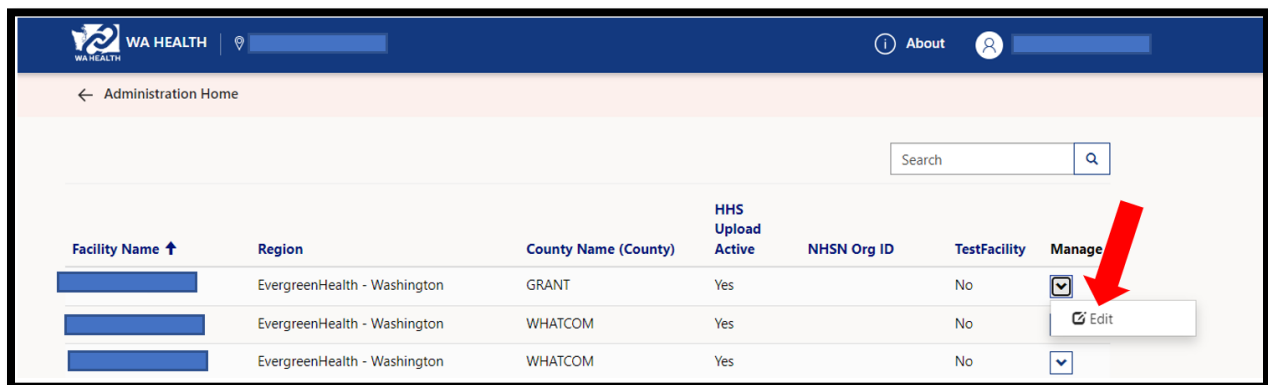 WA HEALTH
WA HEALTH
About
Administration Home
Search
Facility Name Region County Name (County) HHS Upload Active NHSN Org ID TestFacility Manage
EvergreenHealth - Washington GRANT Yes No
Edit
EvergreenHealth - Washington WHATCOM Yes No
EvergreenHealth - Washington WHATCOM Yes No